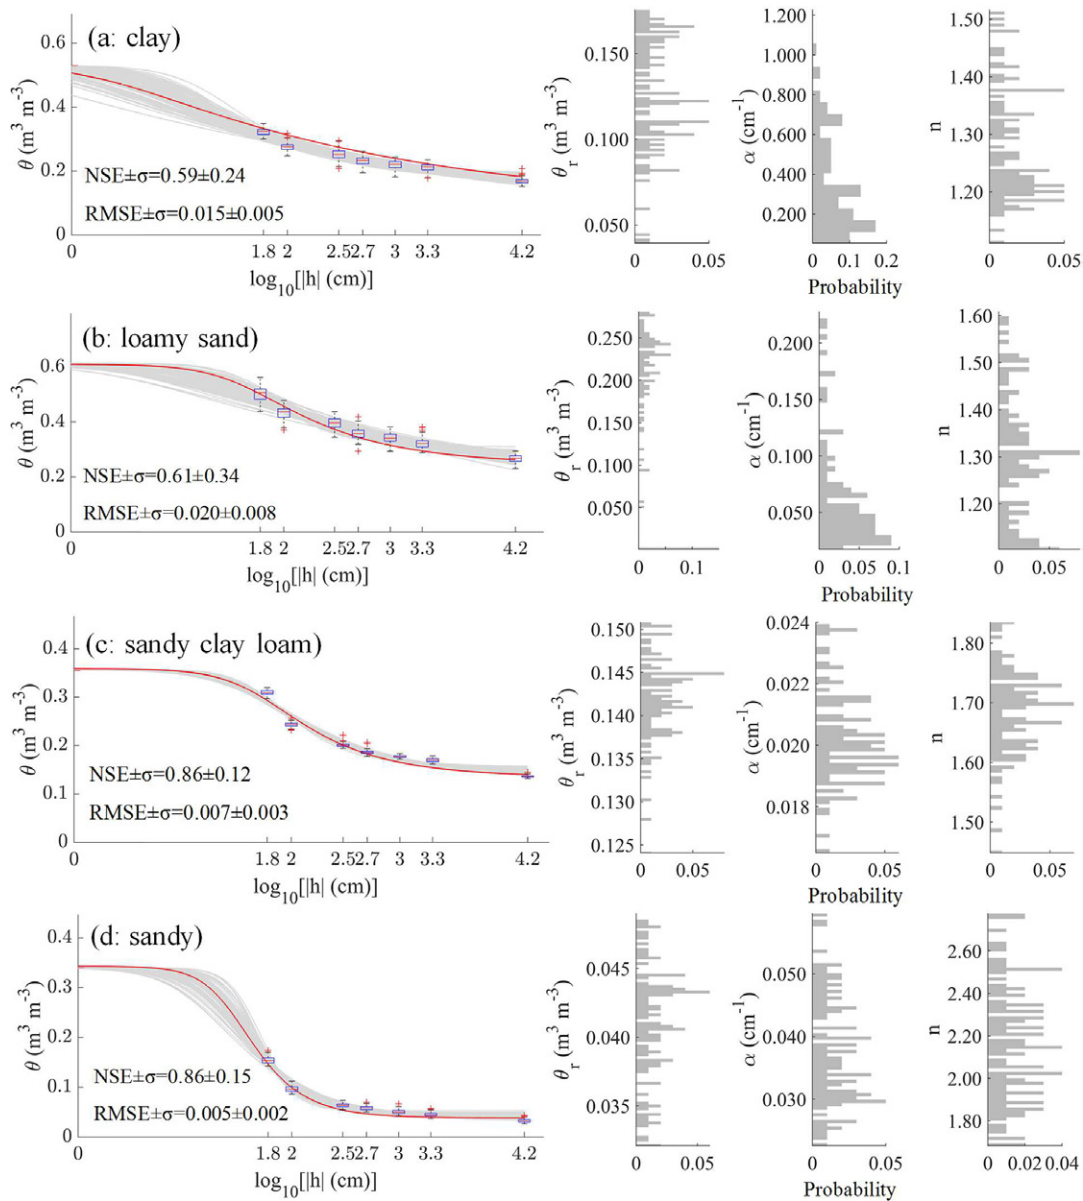 (a: clay)
θ (m³ m⁻³)
0.6
0.4
0.2
0
NSE±σ=0.59±0.24
RMSE±σ=0.015±0.005
0 1.8 2 2.5 2.7 3 3.3 4.2
log₁₀[|h| (cm)]
θᵣ (m³ m⁻³)
0.150
0.100
0.050
0 0.05
α (cm⁻¹)
1.200
1.000
0.800
0.600
0.400
0.200
0 0.1 0.2
Probability
n
1.50
1.40
1.30
1.20
0 0.05
(b: loamy sand)
θ (m³ m⁻³)
0.6
0.4
0.2
0
NSE±σ=0.61±0.34
RMSE±σ=0.020±0.008
0 1.8 2 2.5 2.7 3 3.3 4.2
log₁₀[|h| (cm)]
θᵣ (m³ m⁻³)
0.250
0.200
0.150
0.100
0.050
0 0.1
α (cm⁻¹)
0.200
0.150
0.100
0.050
0 0.05 0.1
Probability
n
1.60
1.50
1.40
1.30
1.20
0 0.05
(c: sandy clay loam)
θ (m³ m⁻³)
0.4
0.3
0.2
0.1
0
NSE±σ=0.86±0.12
RMSE±σ=0.007±0.003
1.8 2 2.5 2.7 3 3.3 4.2
log₁₀[|h| (cm)]
θᵣ (m³ m⁻³)
0.150
0.145
0.140
0.135
0.130
0.125
0 0.05
α (cm⁻¹)
0.024
0.022
0.020
0.018
0 0.05
Probability
n
1.80
1.70
1.60
1.50
0 0.05
(d: sandy)
θ (m³ m⁻³)
0.4
0.3
0.2
0.1
0
NSE±σ=0.86±0.15
RMSE±σ=0.005±0.002
1.8 2 2.5 2.7 3 3.3 4.2
log₁₀[|h| (cm)]
θᵣ (m³ m⁻³)
0.045
0.040
0.035
0 0.05
α (cm⁻¹)
0.050
0.040
0.030
0 0.05
Probability
n
2.60
2.40
2.20
2.00
1.80
0 0.02 0.04